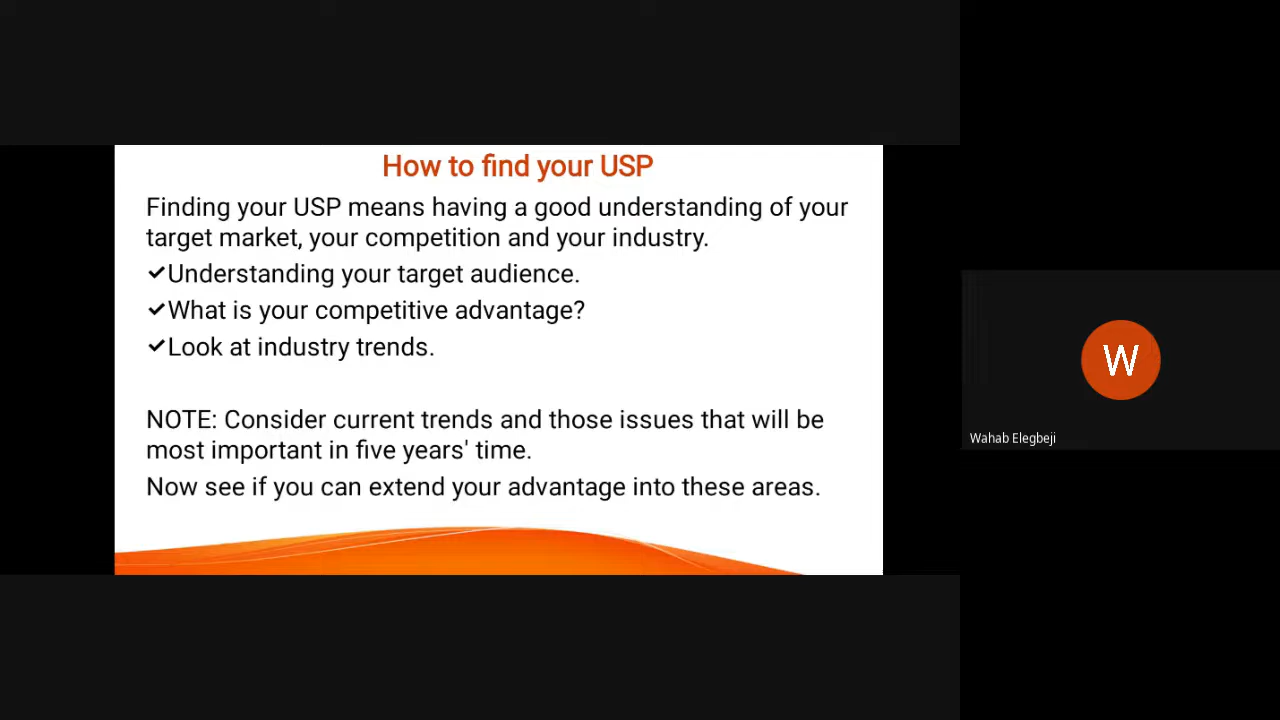 How to find your USP
Finding your USP means having a good understanding of your
target market, your competition and your industry.
✓Understanding your target audience.
✓What is your competitive advantage?
✓Look at industry trends.
NOTE: Consider current trends and those issues that will be
most important in five years' time.
Now see if you can extend your advantage into these areas.
W
Wahab Elegbeji